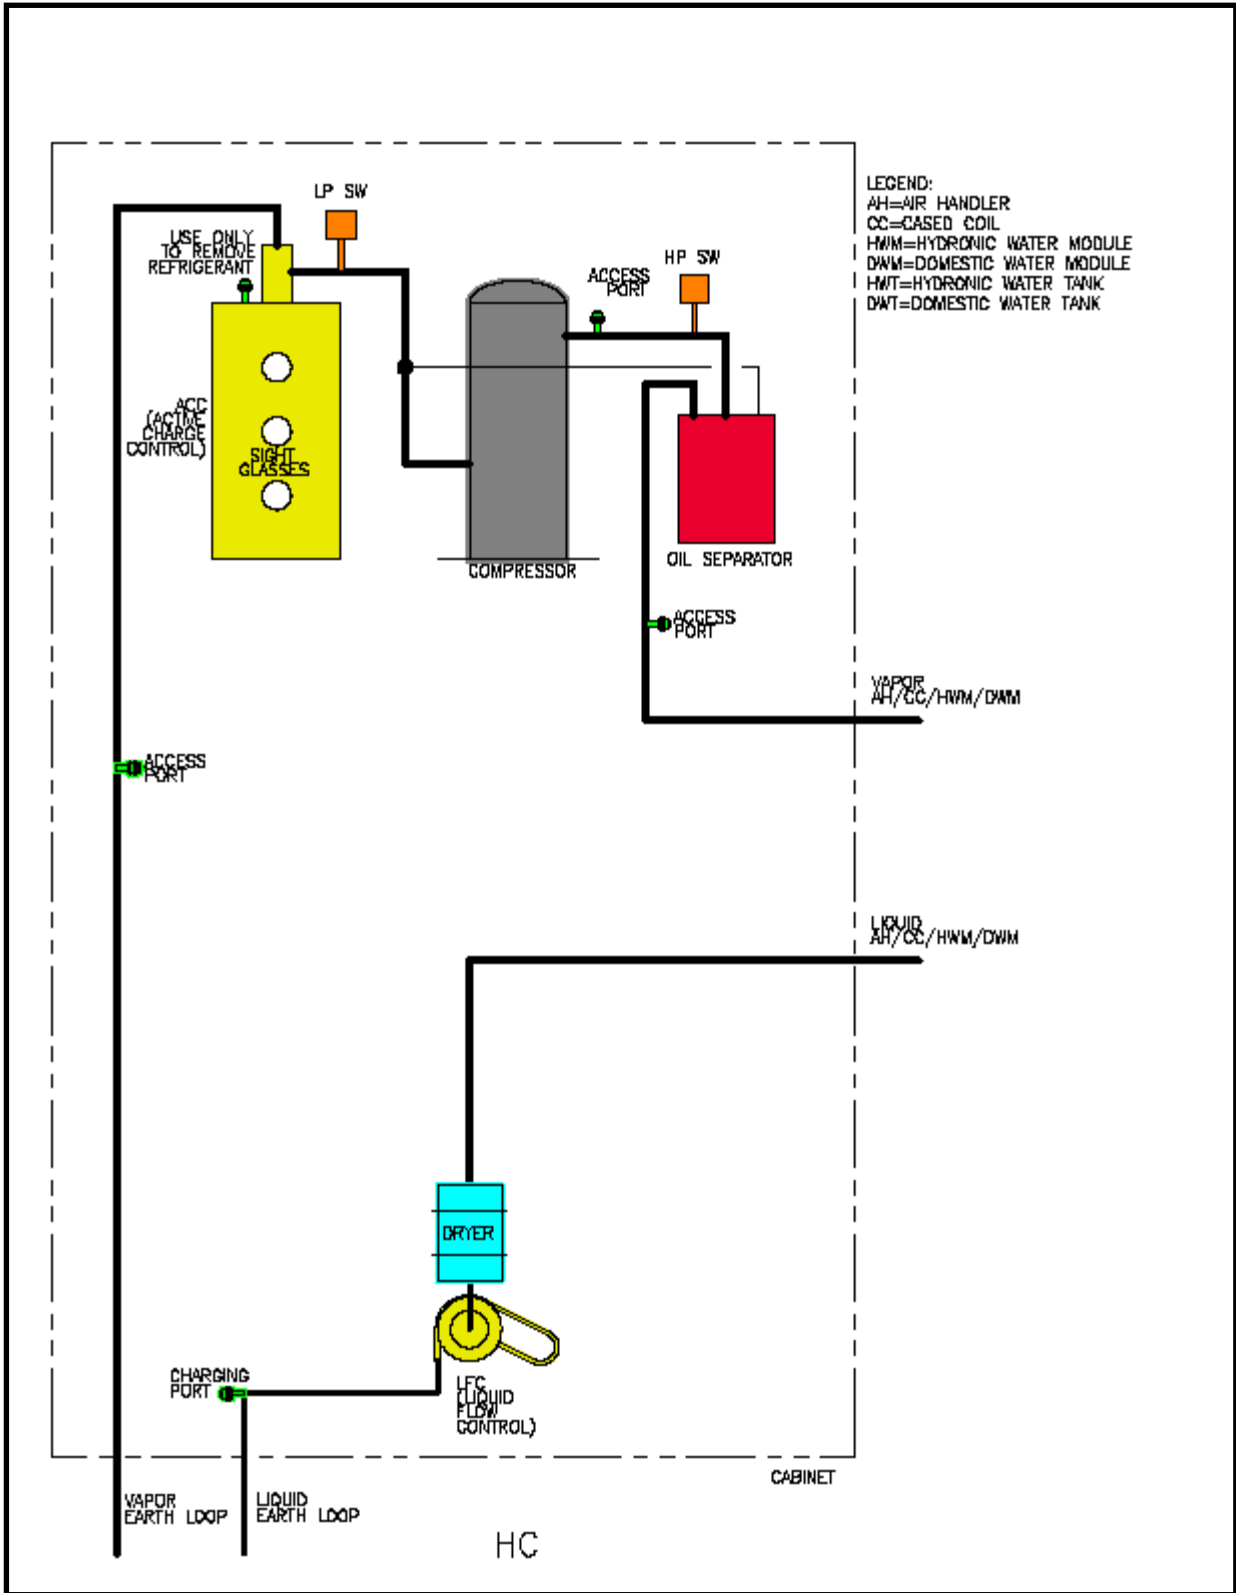 LP SW
USE ONLY
TO REMOVE
REFRIGERANT
ACC
(ACTIVE
CHARGE
CONTROL)
SIGHT
GLASSES
COMPRESSOR
ACCESS
PORT
HP SW
OIL SEPARATOR
ACCESS
PORT
LEGEND:
AH=AIR HANDLER
CC=CASED COIL
HWM=HYDRONIC WATER MODULE
DWM=DOMESTIC WATER MODULE
HWT=HYDRONIC WATER TANK
DWT=DOMESTIC WATER TANK
VAPOR
AH/CC/HWM/DWM
ACCESS
PORT
LIQUID
AH/CC/HWM/DWM
DRYER
CHARGING
PORT
LFC
(LIQUID
FLOW
CONTROL)
CABINET
VAPOR
EARTH LOOP
LIQUID
EARTH LOOP
HC